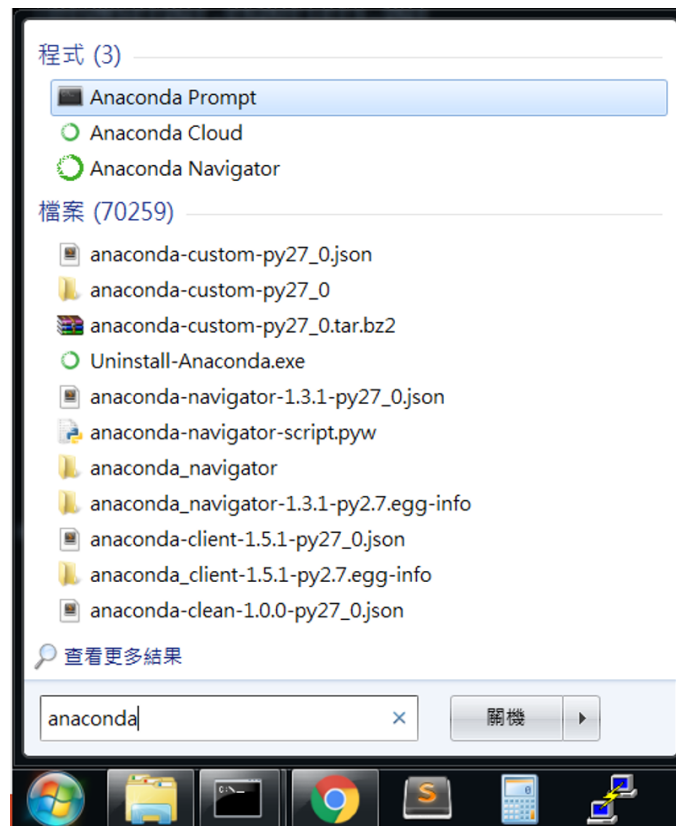 程式 (3)
Anaconda Prompt
Anaconda Cloud
Anaconda Navigator
檔案 (70259)
anaconda-custom-py27_0.json
anaconda-custom-py27_0
anaconda-custom-py27_0.tar.bz2
Uninstall-Anaconda.exe
anaconda-navigator-1.3.1-py27_0.json
anaconda-navigator-script.pyw
anaconda_navigator
anaconda_navigator-1.3.1-py2.7.egg-info
anaconda-client-1.5.1-py27_0.json
anaconda_client-1.5.1-py2.7.egg-info
anaconda-clean-1.0.0-py27_0.json
查看更多結果
anaconda
關機